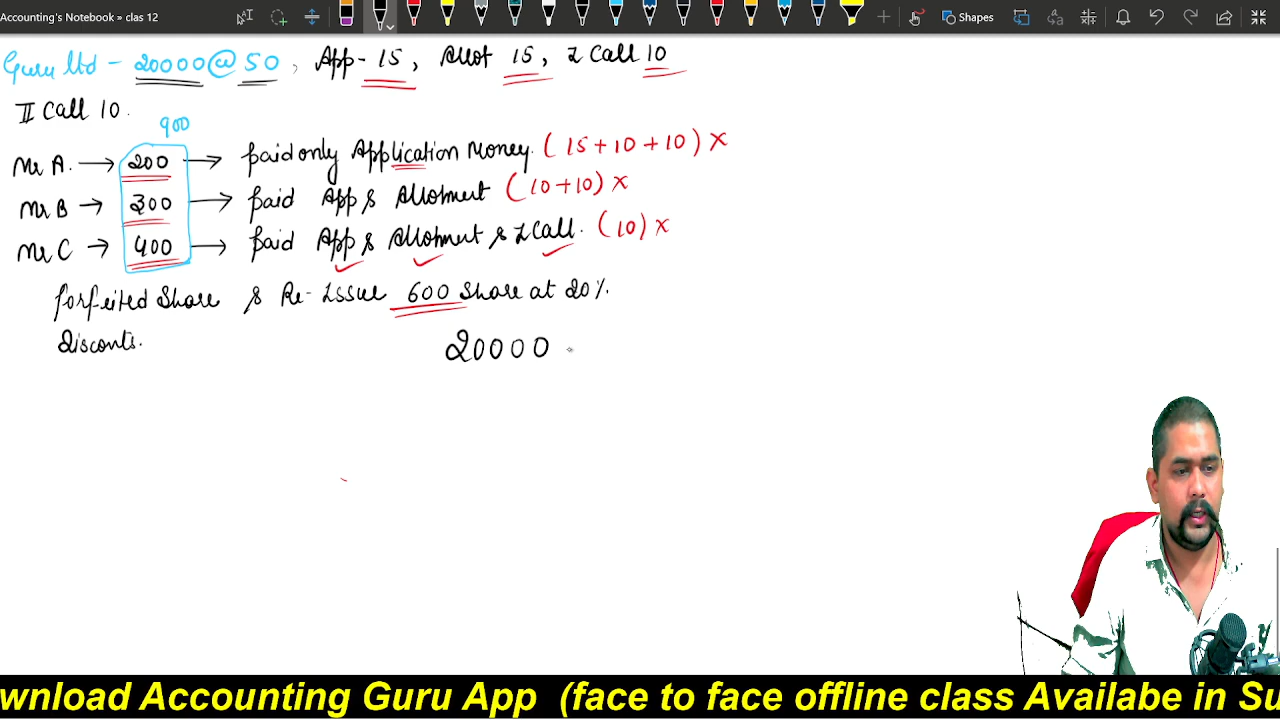 Accounting's Notebook » clas 12
Shapes
Guru ltd - 20000@50, App-15, Allot 15, I Call 10
II Call 10.
900
Mr A. → 200 → paid only Application Money. (15+10+10) X
Mr B → 300 → paid App & Allotment (10+10) X
Mr C → 400 → paid App & Allotment & I Call. (10) X
forfeited Share & Re-Issue 600 Share at 20%
Disconts.
20000
wnload Accounting Guru App (face to face offline class Availabe in Su